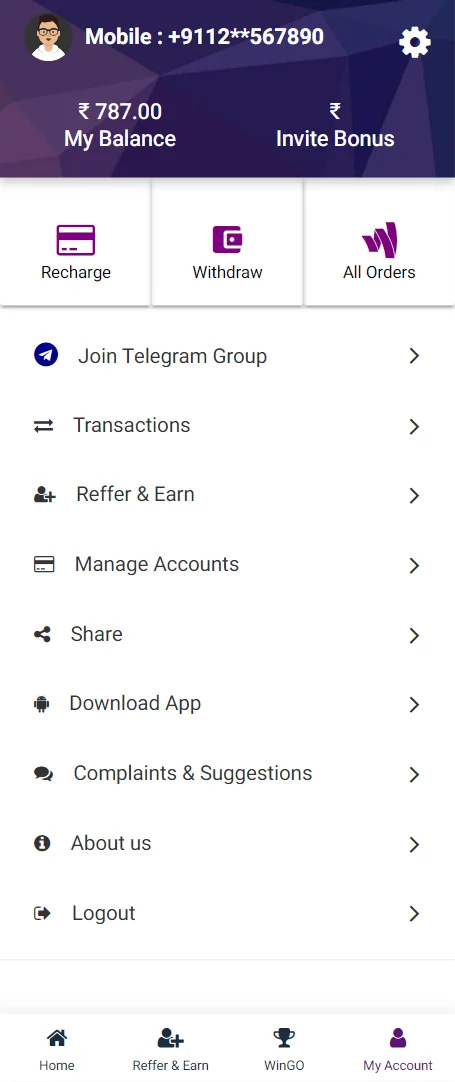 Mobile : +9112**567890
₹ 787.00
My Balance
₹
Invite Bonus
Recharge
Withdraw
All Orders
Join Telegram Group
Transactions
Reffer & Earn
Manage Accounts
Share
Download App
Complaints & Suggestions
About us
Logout
Home
Reffer & Earn
WinGO
My Account